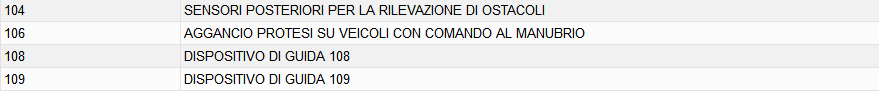 104 SENSORI POSTERIORI PER LA RILEVAZIONE DI OSTACOLI
106 AGGANCIO PROTESI SU VEICOLI CON COMANDO AL MANUBRIO
108 DISPOSITIVO DI GUIDA 108
109 DISPOSITIVO DI GUIDA 109